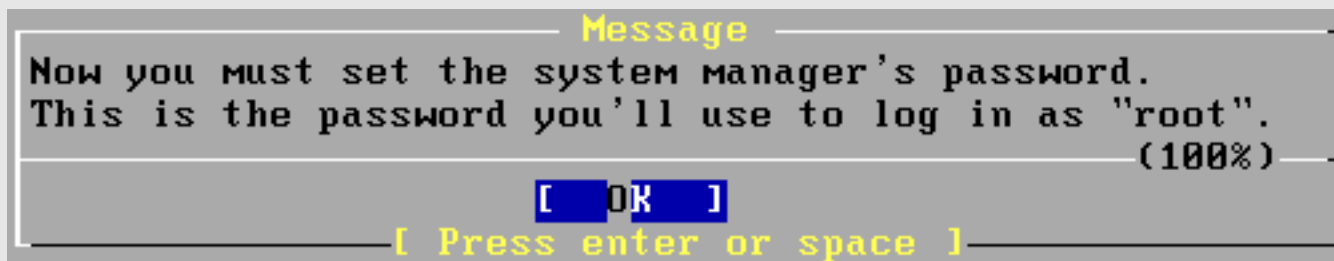 Message
Now you must set the system manager's password.
This is the password you'll use to log in as "root".
(100%)
[ OK ]
[ Press enter or space ]